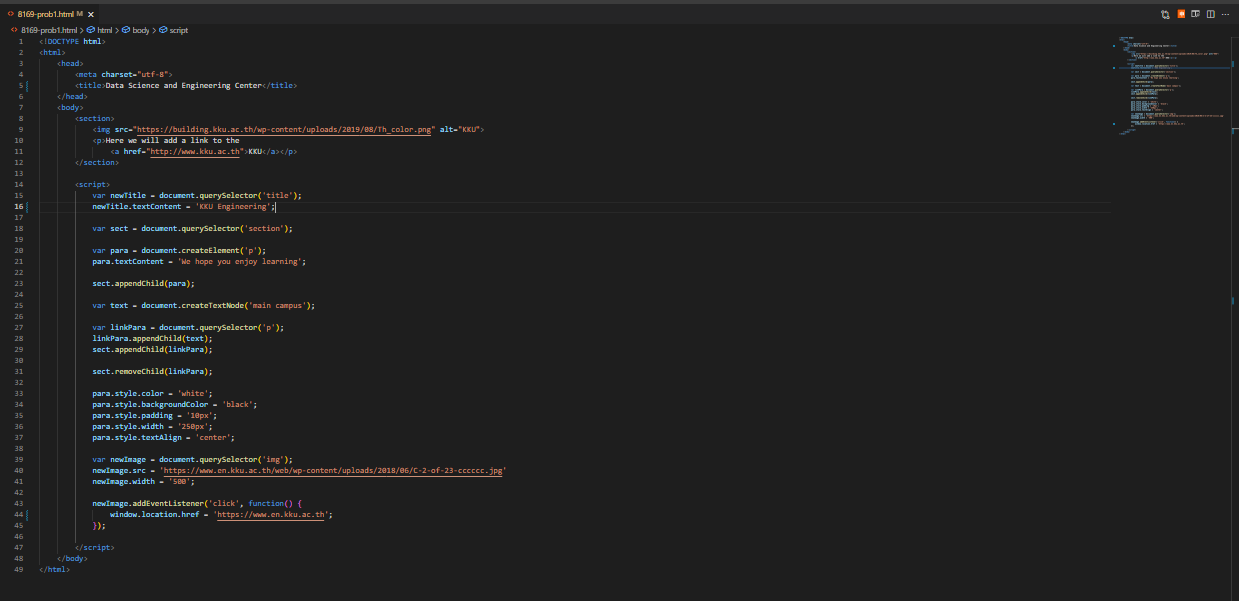 8169-prob1.html M
8169-prob1.html > html > body > script
1 <!DOCTYPE html>
2 <html>
3 <head>
4 <meta charset="utf-8">
5 <title>Data Science and Engineering Center</title>
6 </head>
7 <body>
8 <section>
9 <img src="https://building.kku.ac.th/wp-content/uploads/2019/08/Th_color.png" alt="KKU">
10 <p>Here we will add a link to the
11 <a href="http://www.kku.ac.th">KKU</a></p>
12 </section>
13
14 <script>
15 var newTitle = document.querySelector('title');
16 newTitle.textContent = 'KKU Engineering';
17
18 var sect = document.querySelector('section');
19
20 var para = document.createElement('p');
21 para.textContent = 'We hope you enjoy learning';
22
23 sect.appendChild(para);
24
25 var text = document.createTextNode('main campus');
26
27 var linkPara = document.querySelector('p');
28 linkPara.appendChild(text);
29 sect.appendChild(linkPara);
30
31 sect.removeChild(linkPara);
32
33 para.style.color = 'white';
34 para.style.backgroundColor = 'black';
35 para.style.padding = '10px';
36 para.style.width = '250px';
37 para.style.textAlign = 'center';
38
39 var newImage = document.querySelector('img');
40 newImage.src = 'https://www.en.kku.ac.th/web/wp-content/uploads/2018/06/C-2-of-23-cccccc.jpg'
41 newImage.width = '500';
42
43 newImage.addEventListener('click', function() {
44 window.location.href = 'https://www.en.kku.ac.th';
45 });
46
47 </script>
48 </body>
49 </html>